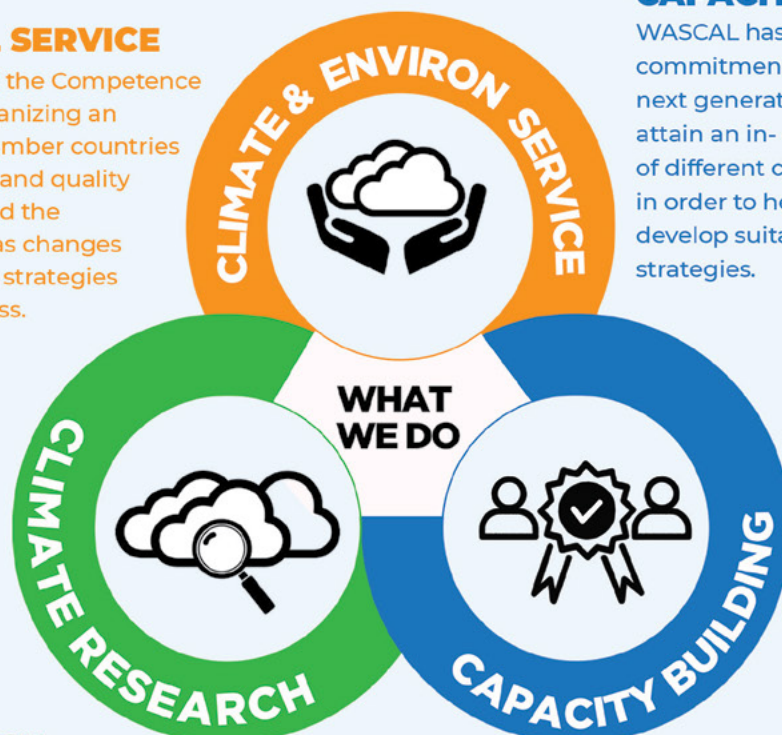 SERVICE
the Competence
anizing an
mber countries
and quality
d the
as changes
strategies
ss.
WASCAL has
commitmen
next generat
attain an in-
of different c
in order to he
develop suita
strategies.
CLIMATE & ENVIRON SERVICE
WHAT
WE DO
CLIMATE RESEARCH
CAPACITY BUILDING